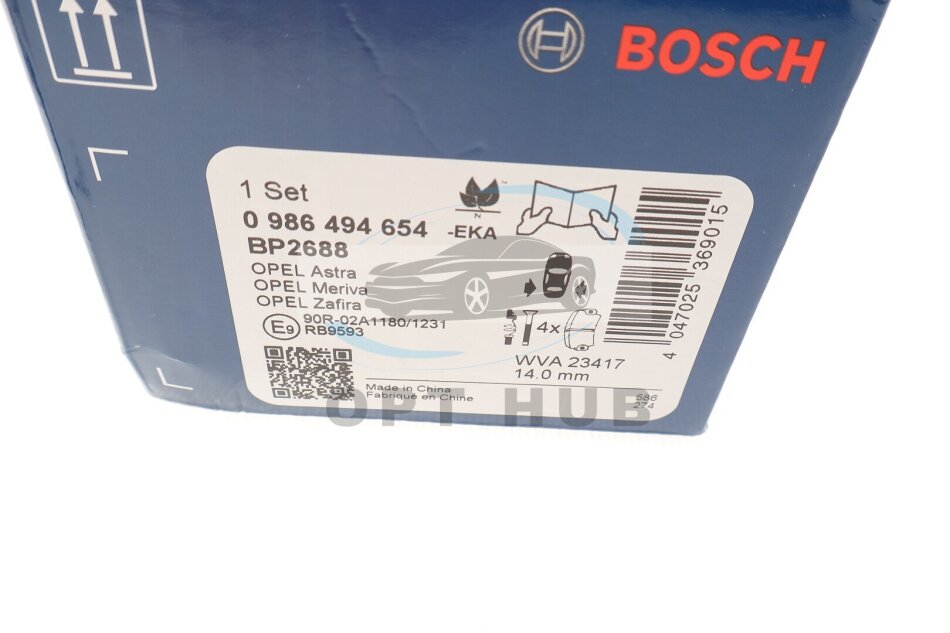 BOSCH
1 Set
0 986 494 654 -EKA
BP2688
OPEL Astra
OPEL Meriva
OPEL Zafira
E9 90R-02A1180/1231
RB9593
4x
WVA 23417
14.0 mm
Made in China
Fabriqué en Chine
586
274
4 047025 369015
OPT HUB